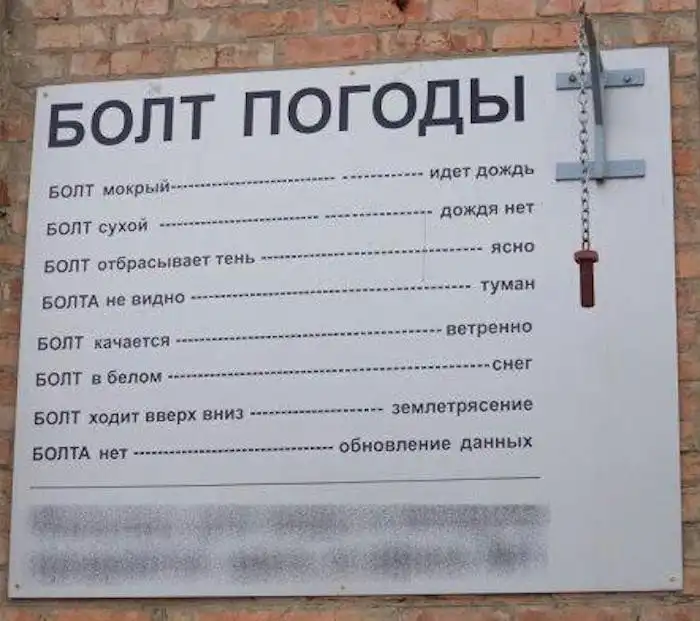 БОЛТ ПОГОДЫ
БОЛТ мокрый------------------------ ------------ идет дождь
БОЛТ сухой ----------------------- --------------- дождя нет
БОЛТ отбрасывает тень -------------------------------- ясно
БОЛТА не видно ---------------------------------------- туман
БОЛТ качается -------------------------------------- ветренно
БОЛТ в белом ---------------------------------------------снег
БОЛТ ходит вверх вниз ------------------- землетрясение
БОЛТА нет ---------------------------- обновление данных